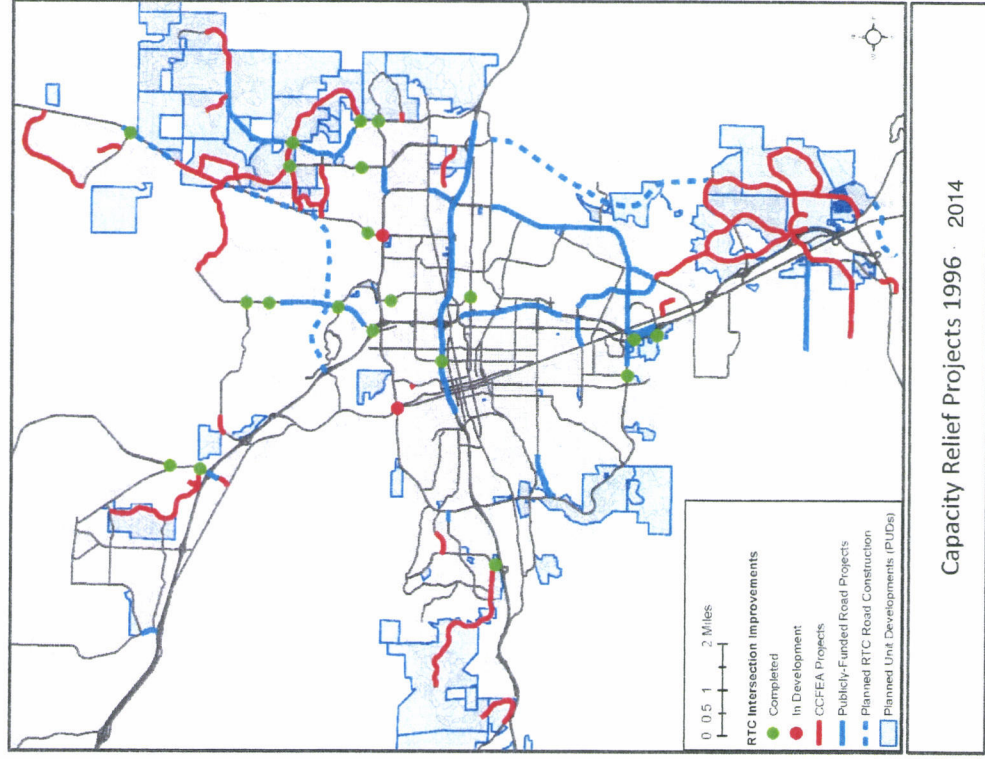 0 0.5 1 2 Miles
RTC Intersection Improvements
Completed
In Development
CCFEA Projects
Publicly-Funded Road Projects
Planned RTC Road Construction
Planned Unit Developments (PUDs)
Capacity Relief Projects 1996 · 2014